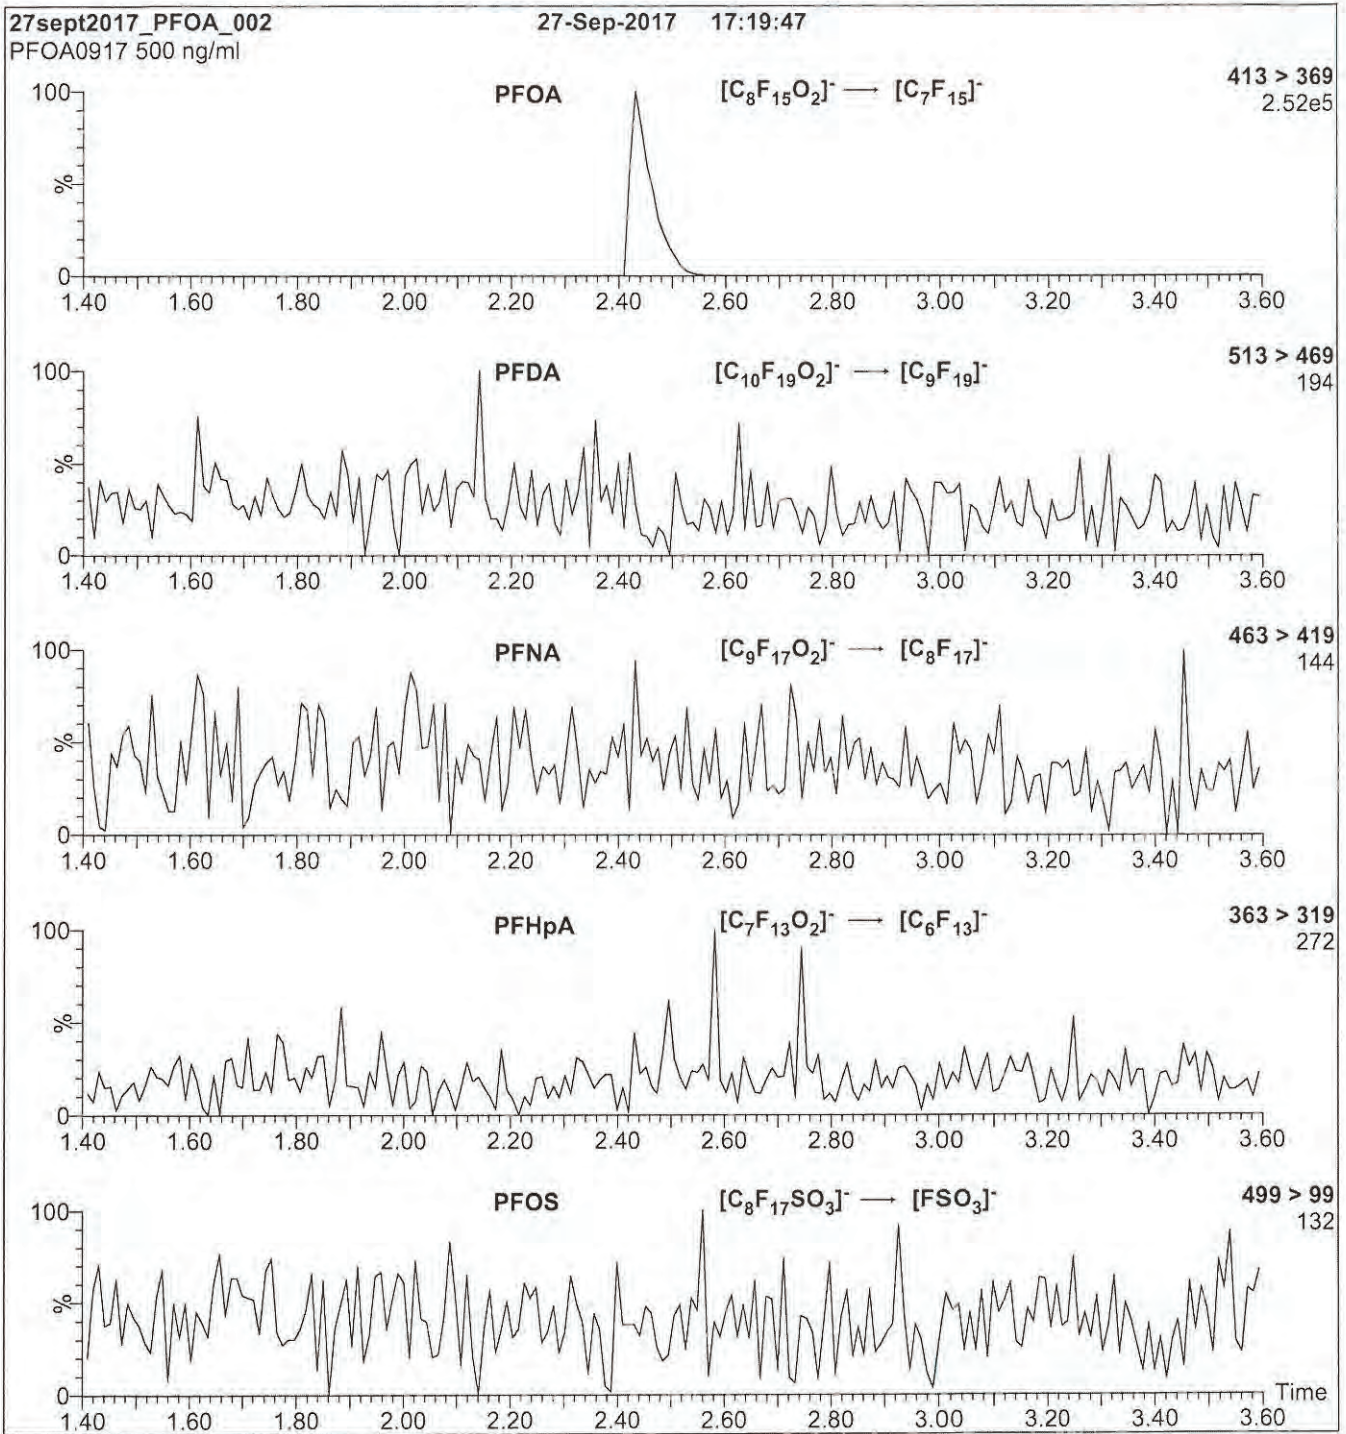 27sept2017_PFOA_002 27-Sep-2017 17:19:47
PFOA0917 500 ng/ml
PFOA [C₈F₁₅O₂]⁻ → [C₇F₁₅]⁻ 413 > 369
2.52e5
100
%
0
1.40 1.60 1.80 2.00 2.20 2.40 2.60 2.80 3.00 3.20 3.40 3.60
PFDA [C₁₀F₁₉O₂]⁻ → [C₉F₁₉]⁻ 513 > 469
194
100
%
0
1.40 1.60 1.80 2.00 2.20 2.40 2.60 2.80 3.00 3.20 3.40 3.60
PFNA [C₉F₁₇O₂]⁻ → [C₈F₁₇]⁻ 463 > 419
144
100
%
0
1.40 1.60 1.80 2.00 2.20 2.40 2.60 2.80 3.00 3.20 3.40 3.60
PFHpA [C₇F₁₃O₂]⁻ → [C₆F₁₃]⁻ 363 > 319
272
100
%
0
1.40 1.60 1.80 2.00 2.20 2.40 2.60 2.80 3.00 3.20 3.40 3.60
PFOS [C₈F₁₇SO₃]⁻ → [FSO₃]⁻ 499 > 99
132
100
%
0
Time
1.40 1.60 1.80 2.00 2.20 2.40 2.60 2.80 3.00 3.20 3.40 3.60